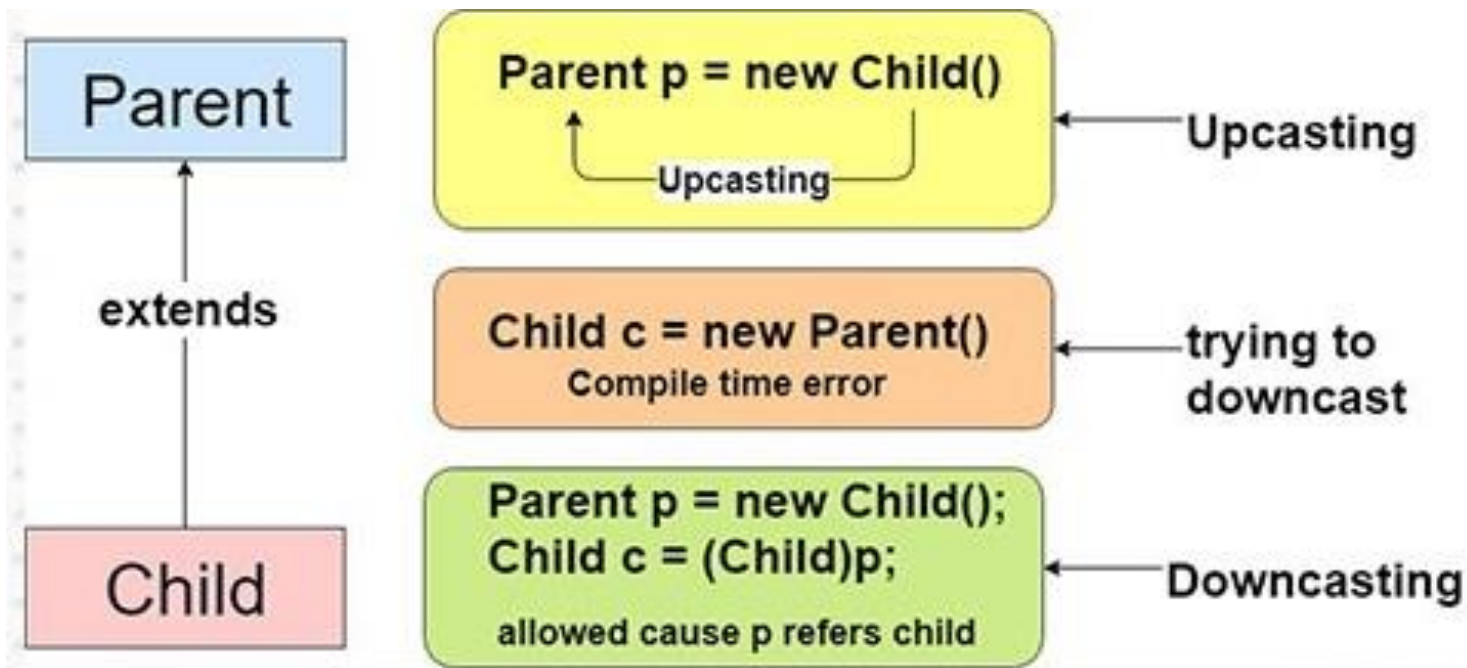 Parent
extends
Child
Parent p = new Child()
Upcasting
Upcasting
Child c = new Parent()
Compile time error
trying to
downcast
Parent p = new Child();
Child c = (Child)p;
allowed cause p refers child
Downcasting